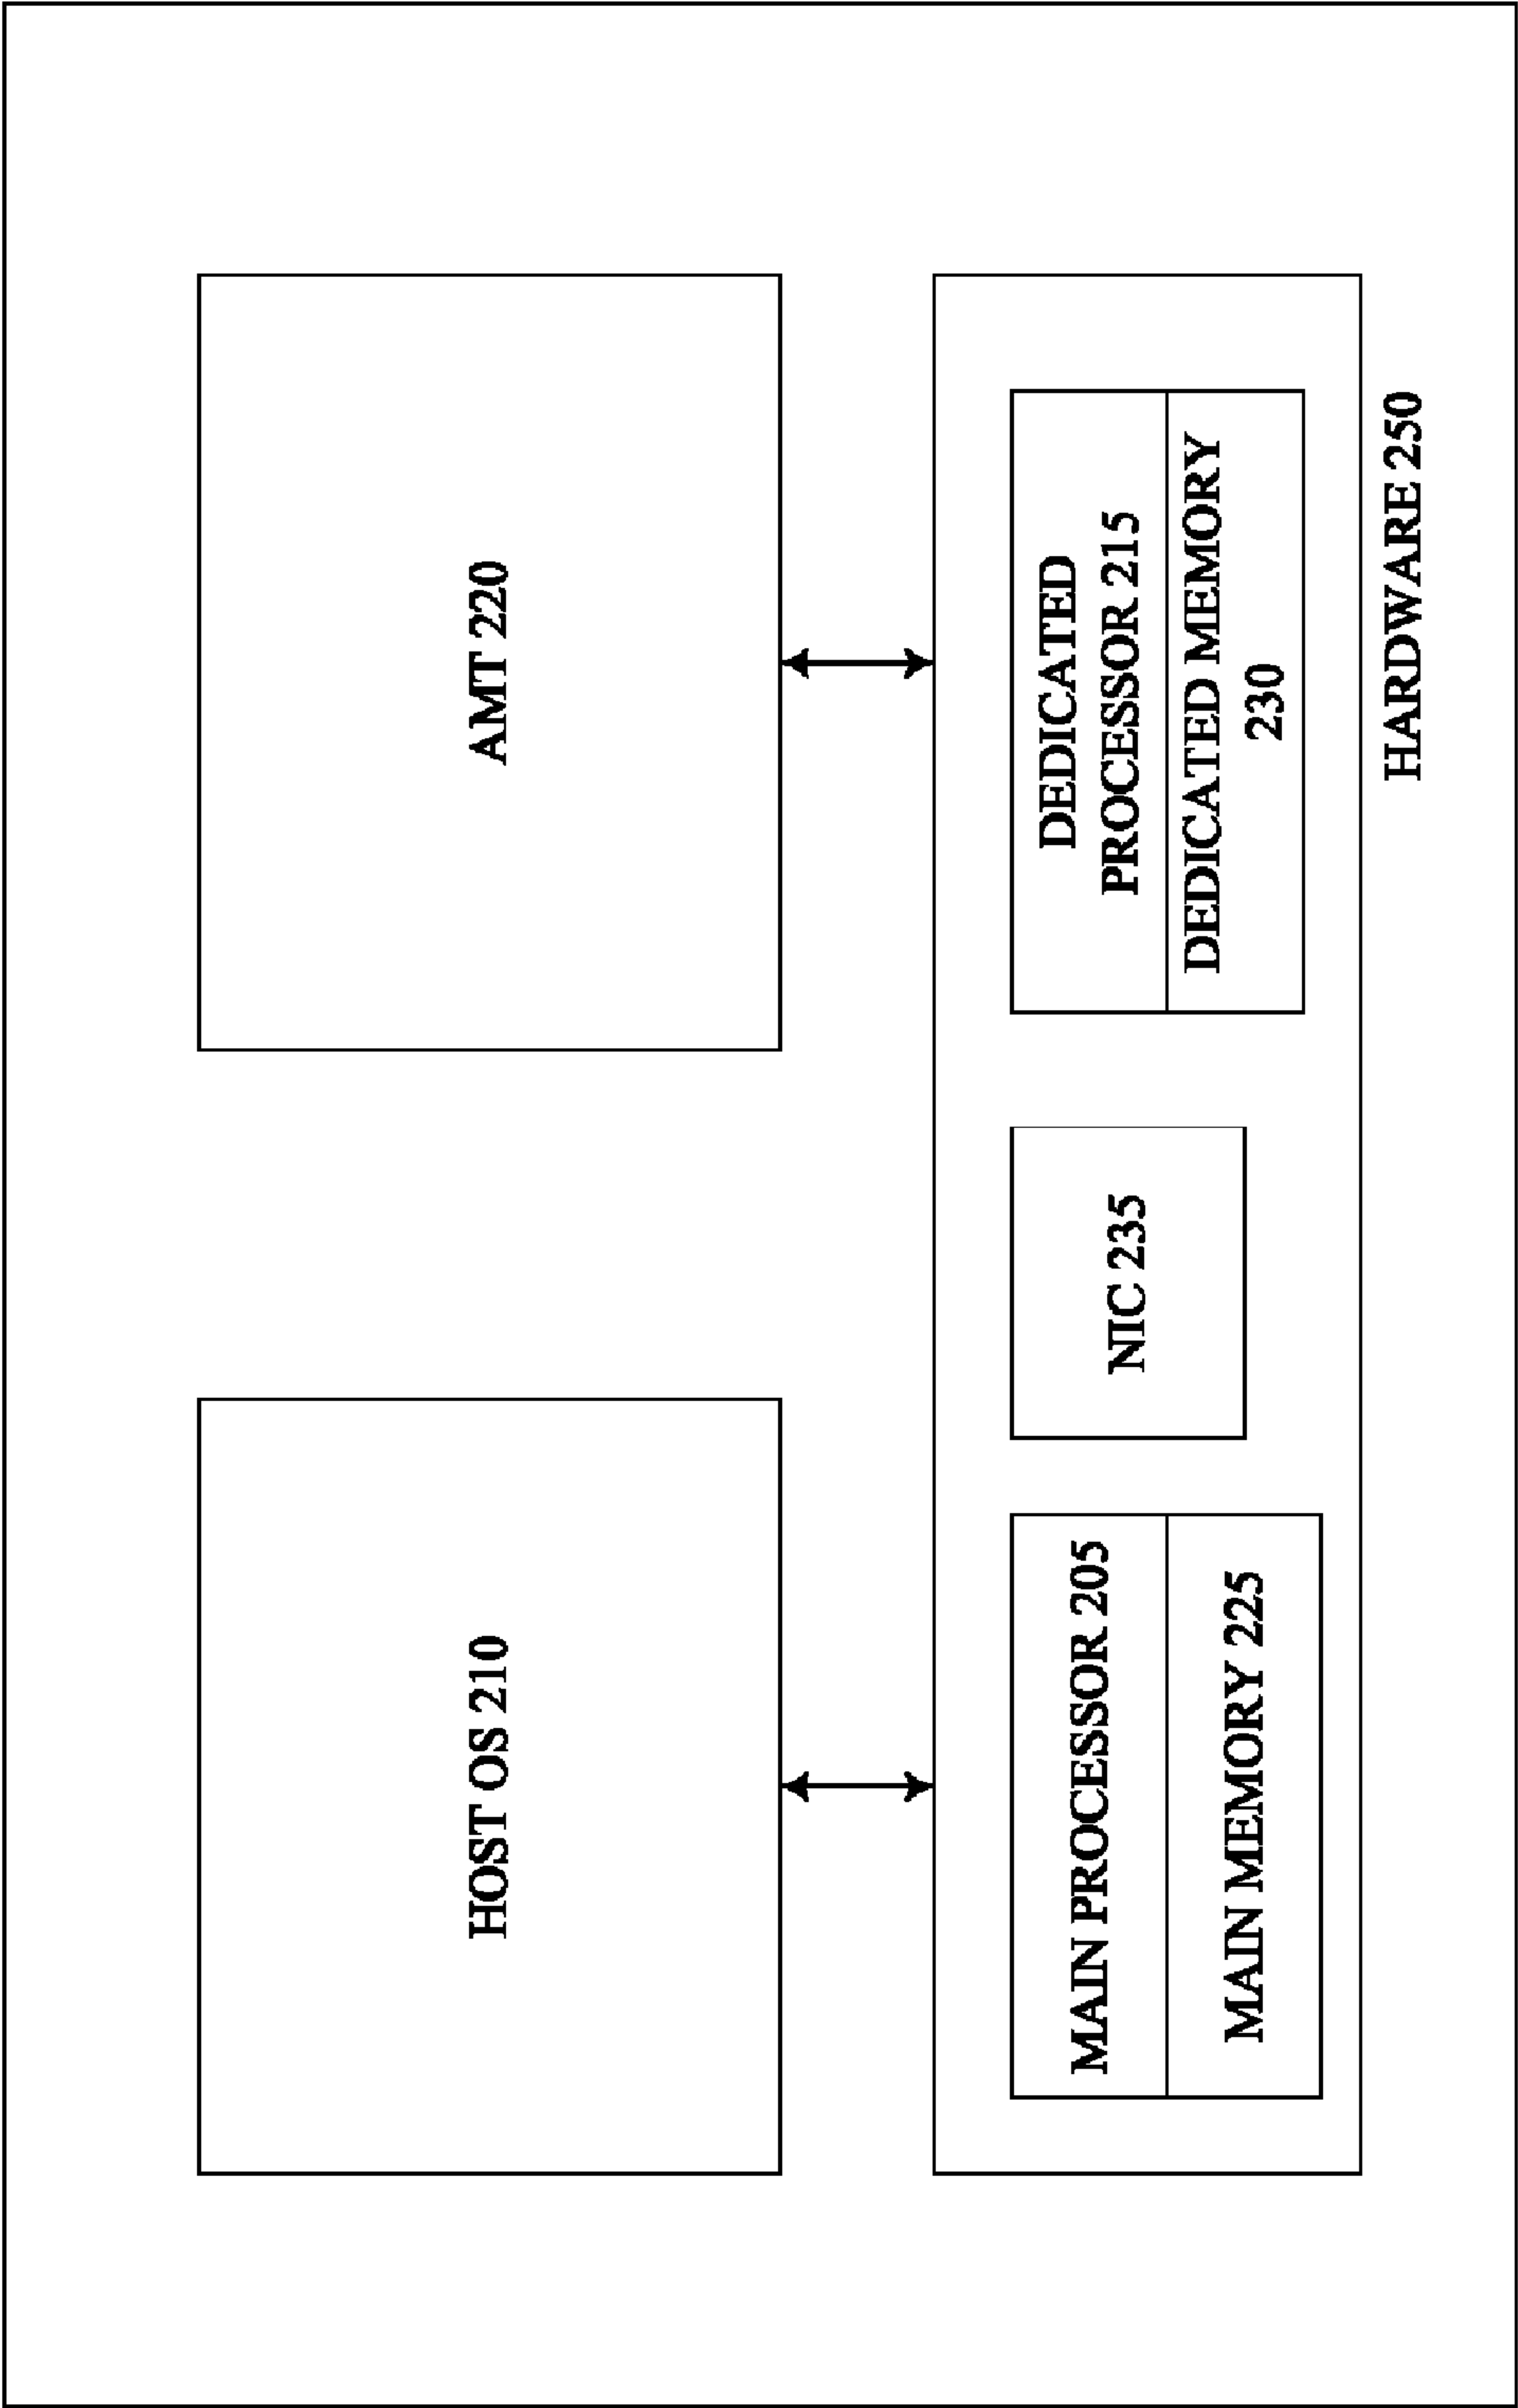 HOST OS 210
AMT 220
MAIN PROCESSOR 205
MAIN MEMORY 225
NIC 235
DEDICATED
PROCESSOR 215
DEDICATED MEMORY
230
HARDWARE 250